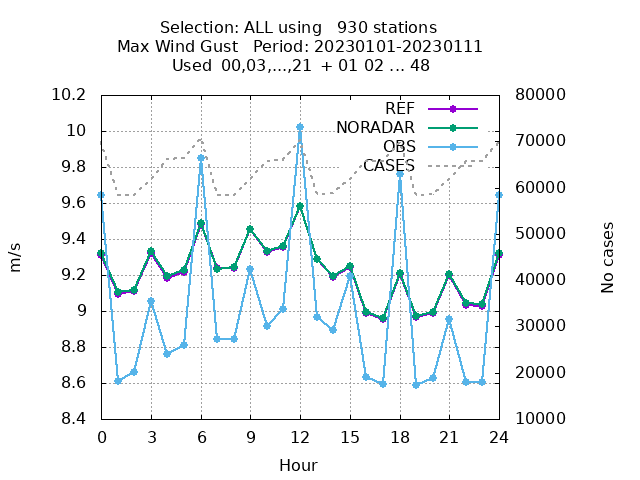 Selection: ALL using   930 stations
Max Wind Gust   Period: 20230101-20230111
Used  00,03,...,21  + 01 02 ... 48
REF
NORADAR
OBS
CASES
10.2
10
9.8
9.6
9.4
9.2
9
8.8
8.6
8.4
m/s
80000
70000
60000
50000
40000
30000
20000
10000
No cases
0 3 6 9 12 15 18 21 24
Hour